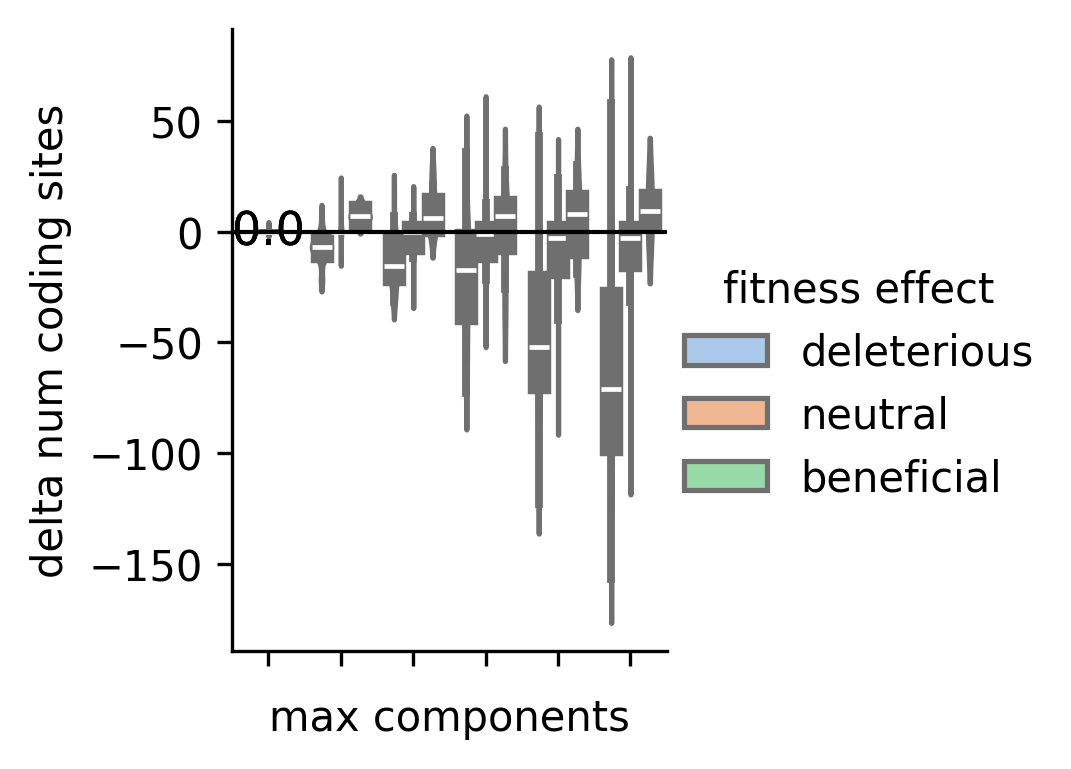 delta num coding sites
50
0
−50
−100
−150
0.0
max components
fitness effect
deleterious
neutral
beneficial